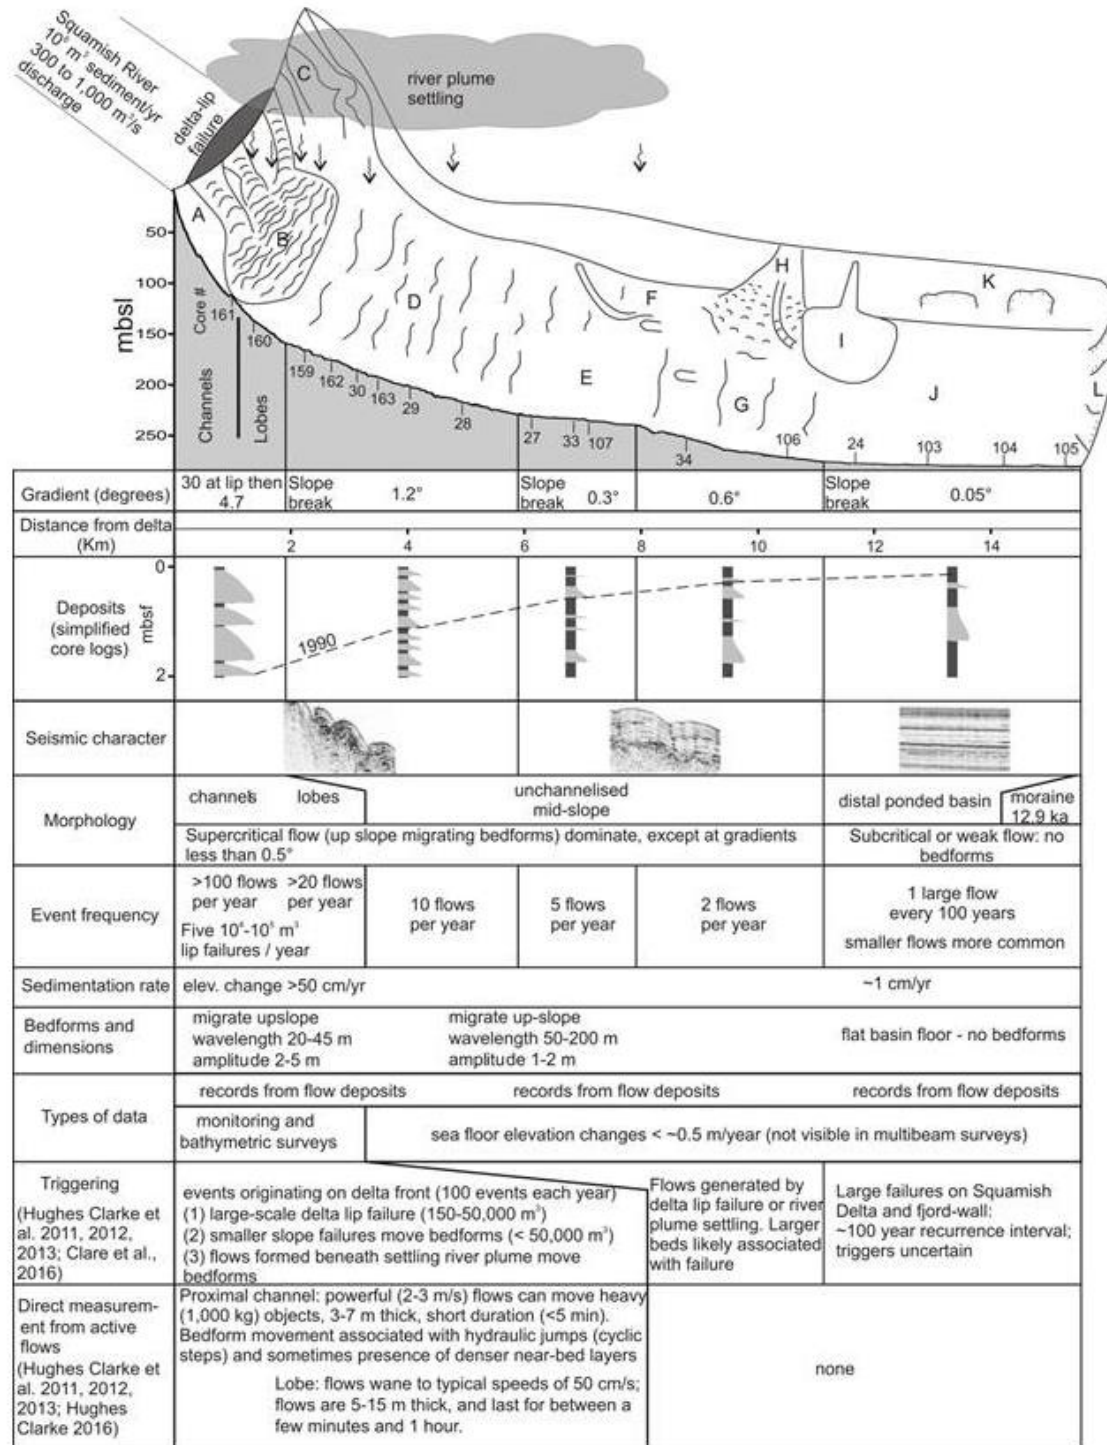 Squamish River
10⁶ m³ sediment/yr
300 to 1,000 m³/s
discharge
delta-lip
failure
river plume
settling
A
B
C
D
E
F
G
H
I
J
K
L
mbsl
50
100
150
200
250
Core #
161
160
159
162
30
163
29
28
27
33
107
34
106
24
103
104
105
Channels
Lobes
Gradient (degrees)
30 at lip then
4.7
Slope
break
1.2°
Slope
break
0.3°
0.6°
Slope
break
0.05°
Distance from delta
(Km)
2
4
6
8
10
12
14
Deposits
(simplified
core logs)
mbsf
0
2
1990
Seismic character
Morphology
channels
lobes
unchannelised
mid-slope
distal ponded basin
moraine
12.9 ka
Supercritical flow (up slope migrating bedforms) dominate, except at gradients
less than 0.5°
Subcritical or weak flow: no
bedforms
Event frequency
>100 flows
per year
>20 flows
per year
Five 10⁴-10⁵ m³
lip failures / year
10 flows
per year
5 flows
per year
2 flows
per year
1 large flow
every 100 years
smaller flows more common
Sedimentation rate
elev. change >50 cm/yr
~1 cm/yr
Bedforms and
dimensions
migrate upslope
wavelength 20-45 m
amplitude 2-5 m
migrate up-slope
wavelength 50-200 m
amplitude 1-2 m
flat basin floor - no bedforms
Types of data
records from flow deposits
records from flow deposits
records from flow deposits
monitoring and
bathymetric surveys
sea floor elevation changes < ~0.5 m/year (not visible in multibeam surveys)
Triggering
(Hughes Clarke et
al. 2011, 2012,
2013; Clare et al.,
2016)
events originating on delta front (100 events each year)
(1) large-scale delta lip failure (150-50,000 m³)
(2) smaller slope failures move bedforms (< 50,000 m³)
(3) flows formed beneath settling river plume move
bedforms
Flows generated by
delta lip failure or river
plume settling. Larger
beds likely associated
with failure
Large failures on Squamish
Delta and fjord-wall:
~100 year recurrence interval;
triggers uncertain
Direct measurem-
ent from active
flows
(Hughes Clarke et
al. 2011, 2012,
2013; Hughes
Clarke 2016)
Proximal channel: powerful (2-3 m/s) flows can move heavy
(1,000 kg) objects, 3-7 m thick, short duration (<5 min).
Bedform movement associated with hydraulic jumps (cyclic
steps) and sometimes presence of denser near-bed layers
Lobe: flows wane to typical speeds of 50 cm/s;
flows are 5-15 m thick, and last for between a
few minutes and 1 hour.
none